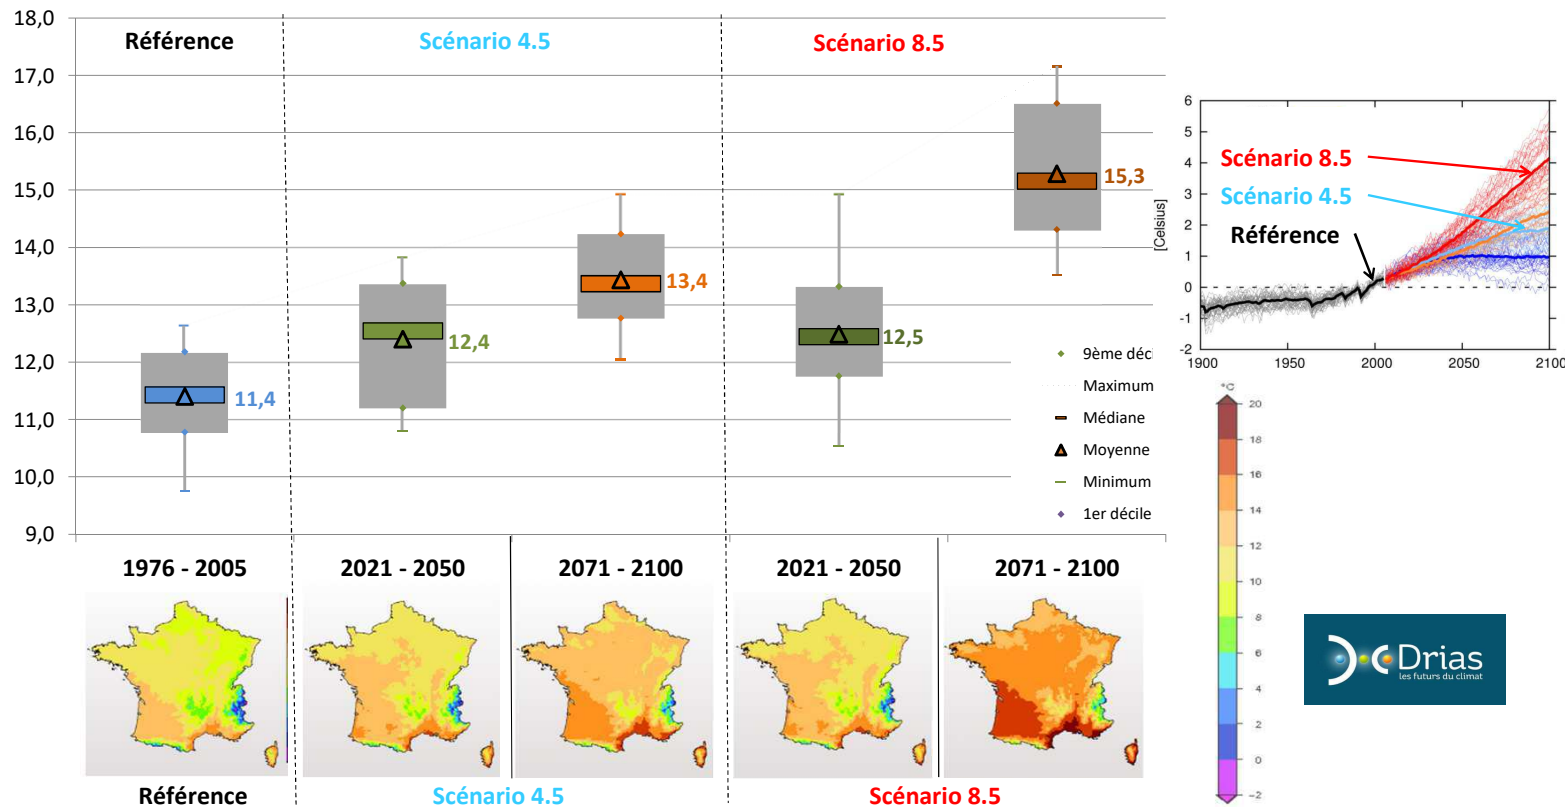 18,0
17,0
16,0
15,0
14,0
13,0
12,0
11,0
10,0
9,0
Référence
Scénario 4.5
Scénario 8.5
11,4
12,4
13,4
12,5
15,3
9ème déci
Maximum
Médiane
Moyenne
Minimum
1er décile
1976 - 2005
2021 - 2050
2071 - 2100
2021 - 2050
2071 - 2100
Référence
Scénario 4.5
Scénario 8.5
[Celsius]
6
5
4
3
2
1
0
-1
-2
1900
1950
2000
2050
2100
Scénario 8.5
Scénario 4.5
Référence
°C
20
18
16
14
12
10
8
6
4
2
0
-2
Drias
les futurs du climat